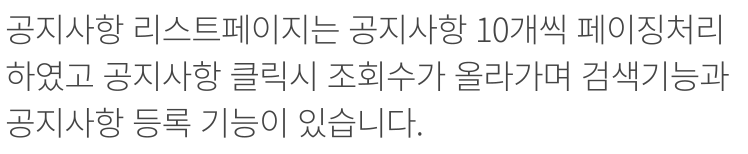 공지사항 리스트페이지는 공지사항 10개씩 페이징처리
하였고 공지사항 클릭시 조회수가 올라가며 검색기능과
공지사항 등록 기능이 있습니다.